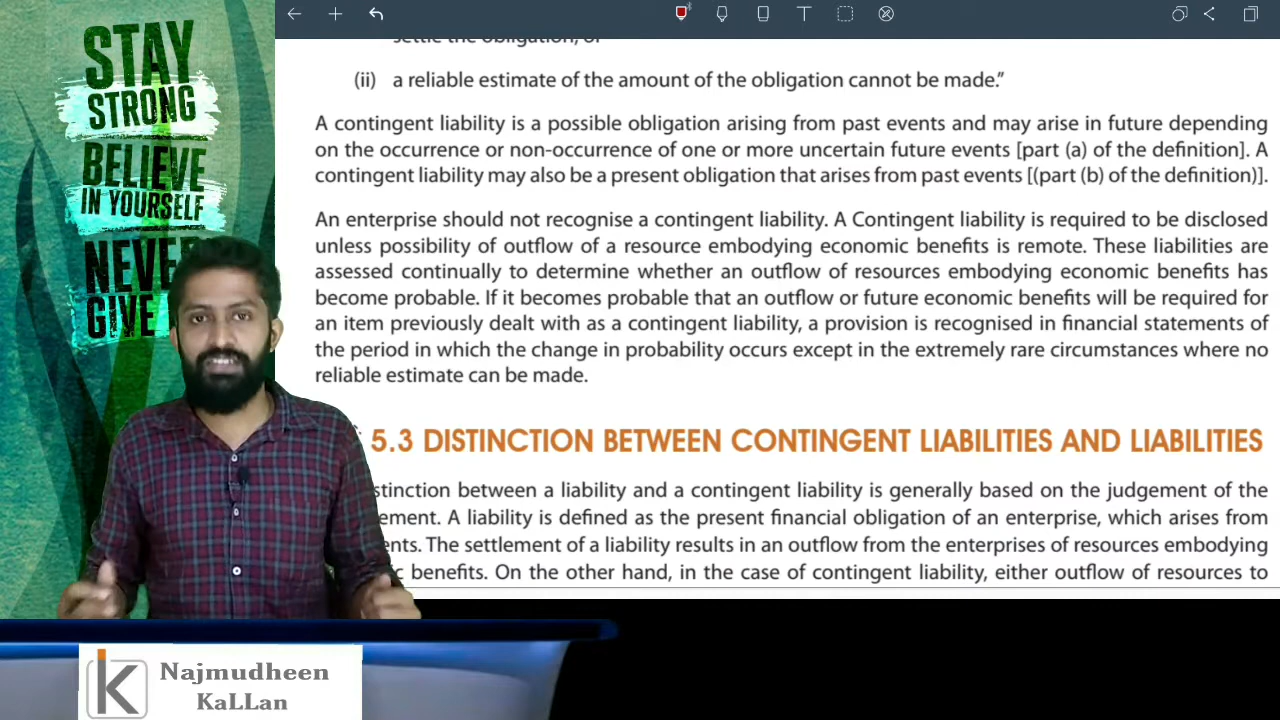 STAY
STRONG
BELIEVE
IN YOURSELF
NEVER
GIVE
(ii) a reliable estimate of the amount of the obligation cannot be made.”
A contingent liability is a possible obligation arising from past events and may arise in future depending
on the occurrence or non-occurrence of one or more uncertain future events [part (a) of the definition]. A
contingent liability may also be a present obligation that arises from past events [(part (b) of the definition)].
An enterprise should not recognise a contingent liability. A Contingent liability is required to be disclosed
unless possibility of outflow of a resource embodying economic benefits is remote. These liabilities are
assessed continually to determine whether an outflow of resources embodying economic benefits has
become probable. If it becomes probable that an outflow or future economic benefits will be required for
an item previously dealt with as a contingent liability, a provision is recognised in financial statements of
the period in which the change in probability occurs except in the extremely rare circumstances where no
reliable estimate can be made.
5.3 DISTINCTION BETWEEN CONTINGENT LIABILITIES AND LIABILITIES
stinction between a liability and a contingent liability is generally based on the judgement of the
ement. A liability is defined as the present financial obligation of an enterprise, which arises from
ents. The settlement of a liability results in an outflow from the enterprises of resources embodying
c benefits. On the other hand, in the case of contingent liability, either outflow of resources to
k
Najmudheen
KaLLan